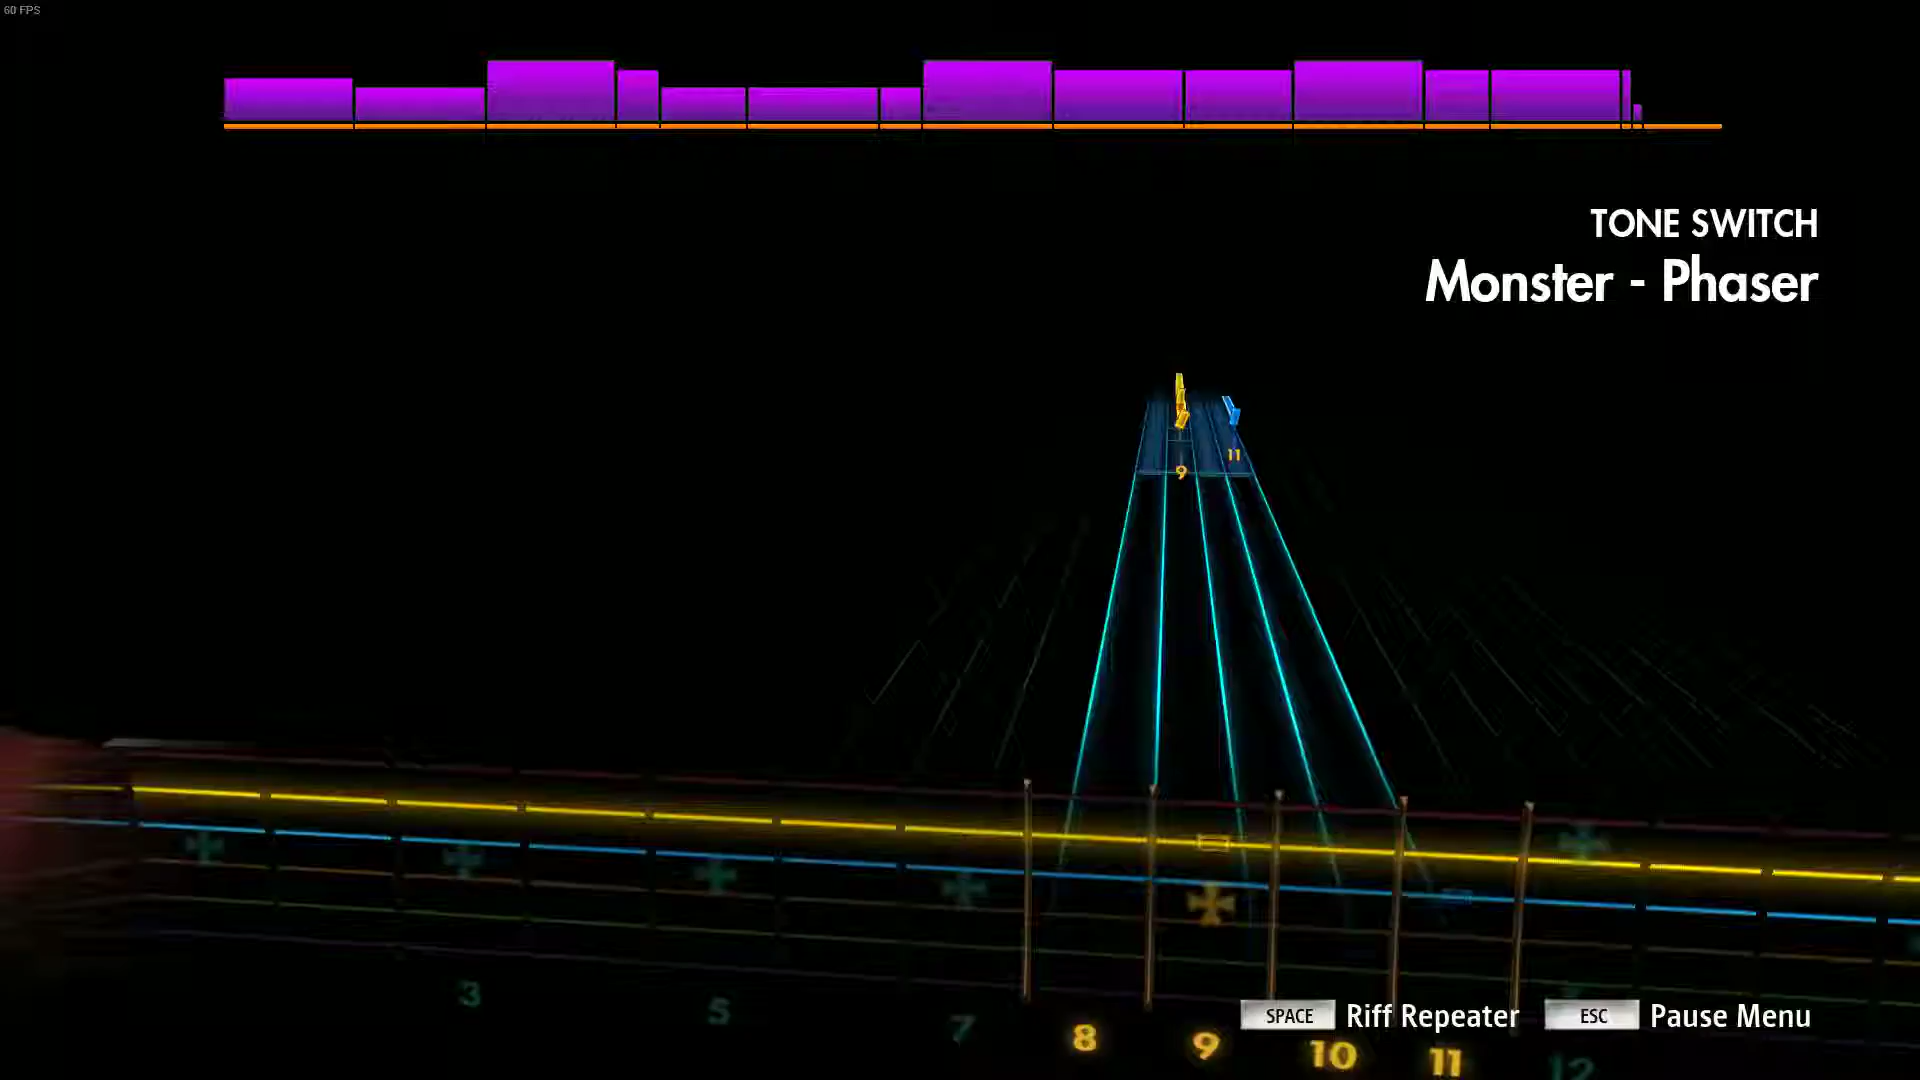 60 FPS
TONE SWITCH
Monster - Phaser
11
9
3
5
7
8
9
10
11
12
SPACE Riff Repeater ESC Pause Menu